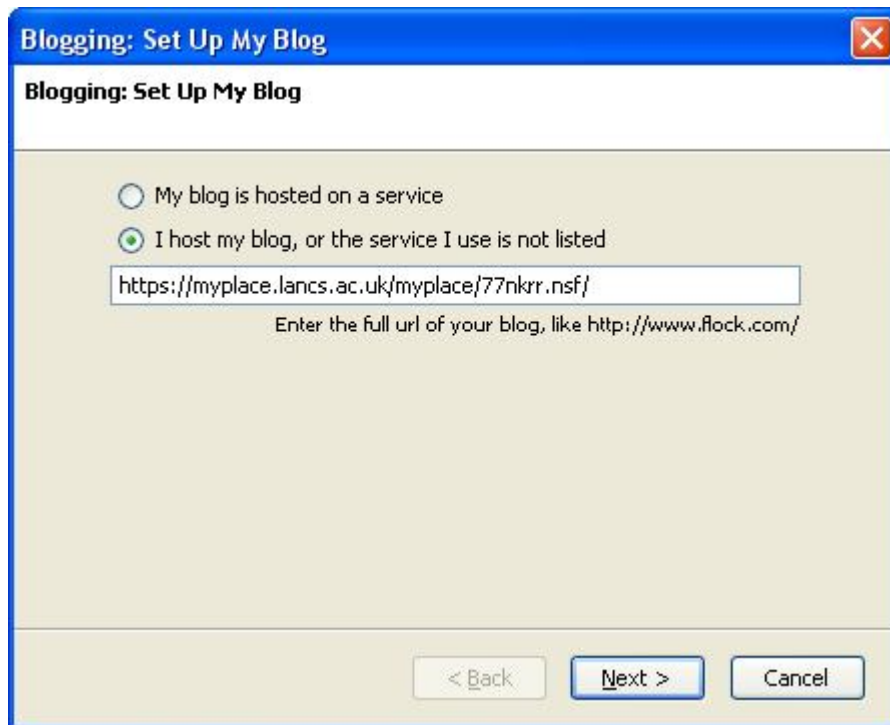 Blogging: Set Up My Blog
Blogging: Set Up My Blog
My blog is hosted on a service
I host my blog, or the service I use is not listed
https://myplace.lancs.ac.uk/myplace/77nkrr.nsf/
Enter the full url of your blog, like http://www.flock.com/
< Back
Next >
Cancel